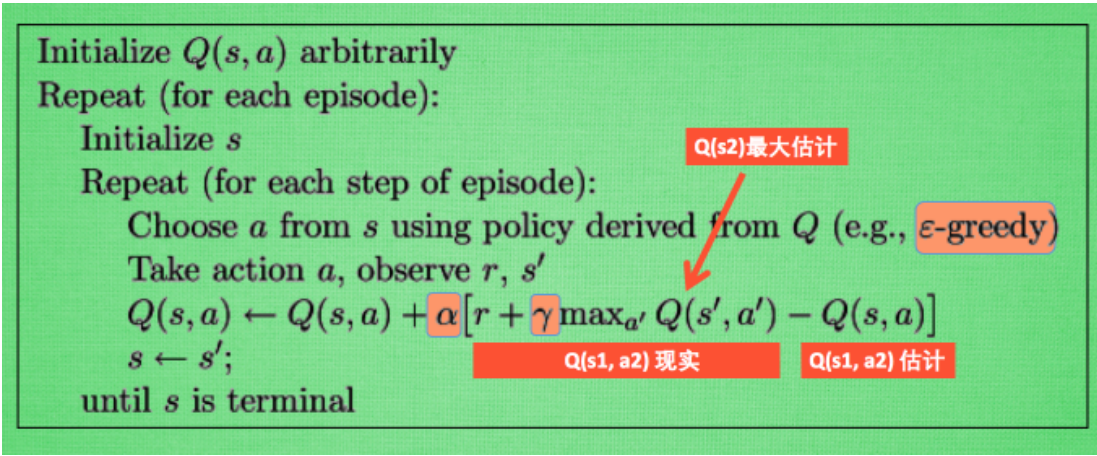 Initialize Q(s, a) arbitrarily
Repeat (for each episode):
Initialize s
Q(s2)最大估计
Repeat (for each step of episode):
Choose a from s using policy derived from Q (e.g., ε-greedy)
Take action a, observe r, s′
Q(s, a) ← Q(s, a) + α[r + γ maxₐ′ Q(s′, a′) − Q(s, a)]
s ← s′;
Q(s1, a2) 现实
Q(s1, a2) 估计
until s is terminal